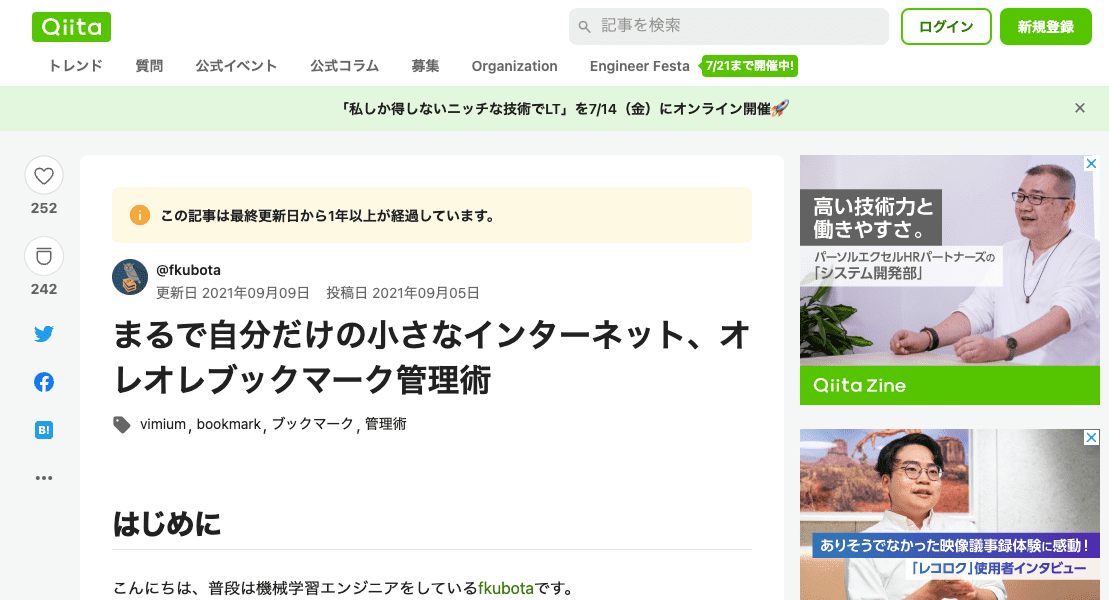 Qiita
記事を検索
ログイン
新規登録
トレンド 質問 公式イベント 公式コラム 募集 Organization Engineer Festa 7/21まで開催中!
「私しか得しないニッチな技術でLT」を7/14（金）にオンライン開催🚀
252
242
B!
この記事は最終更新日から1年以上が経過しています。
@fkubota
更新日 2021年09月09日 投稿日 2021年09月05日
まるで自分だけの小さなインターネット、オ
レオレブックマーク管理術
vimium, bookmark, ブックマーク, 管理術
はじめに
こんにちは、普段は機械学習エンジニアをしているfkubotaです。
高い技術力と
働きやすさ。
パーソルエクセルHRパートナーズの
「システム開発部」
Qiita Zine
ありそうでなかった映像議事録体験に感動！
「レコロク」使用者インタビュー